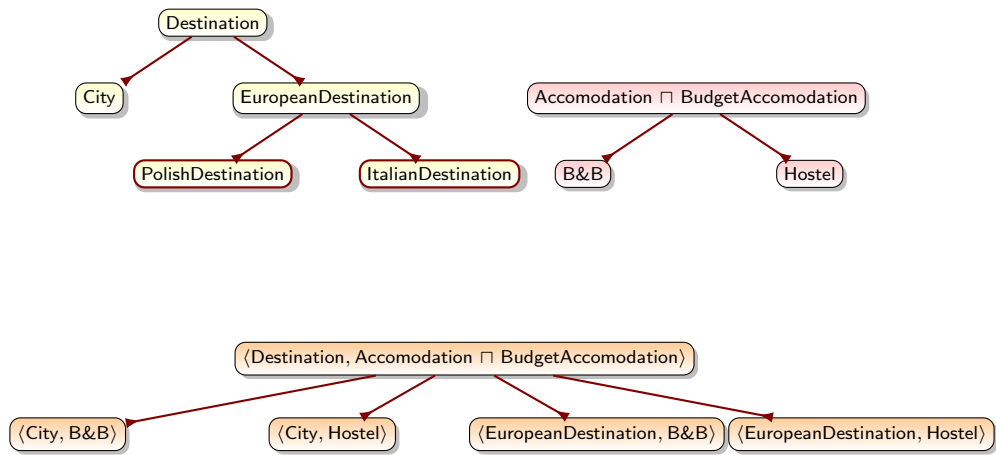 Destination
City
EuropeanDestination
Accomodation ⊓ BudgetAccomodation
PolishDestination
ItalianDestination
B&B
Hostel
⟨Destination, Accomodation ⊓ BudgetAccomodation⟩
⟨City, B&B⟩
⟨City, Hostel⟩
⟨EuropeanDestination, B&B⟩
⟨EuropeanDestination, Hostel⟩